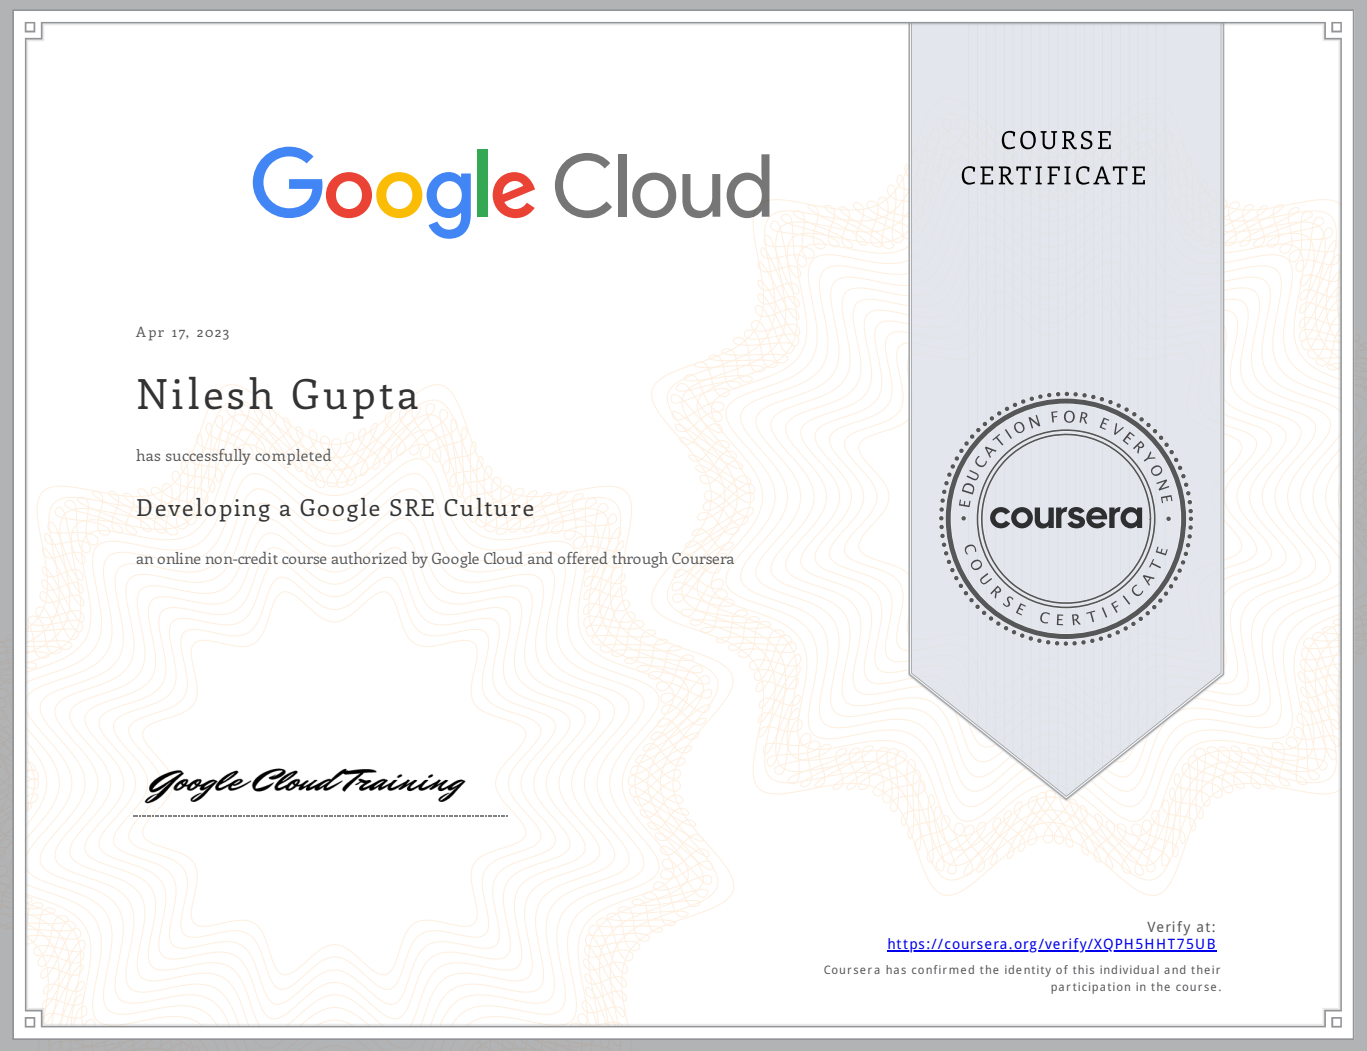 Google Cloud
COURSE
CERTIFICATE
Apr 17, 2023
Nilesh Gupta
has successfully completed
Developing a Google SRE Culture
an online non-credit course authorized by Google Cloud and offered through Coursera
EDUCATION FOR EVERYONE
coursera
COURSE CERTIFICATE
Google Cloud Training
Verify at:
https://coursera.org/verify/XQPH5HHT75UB
Coursera has confirmed the identity of this individual and their
participation in the course.